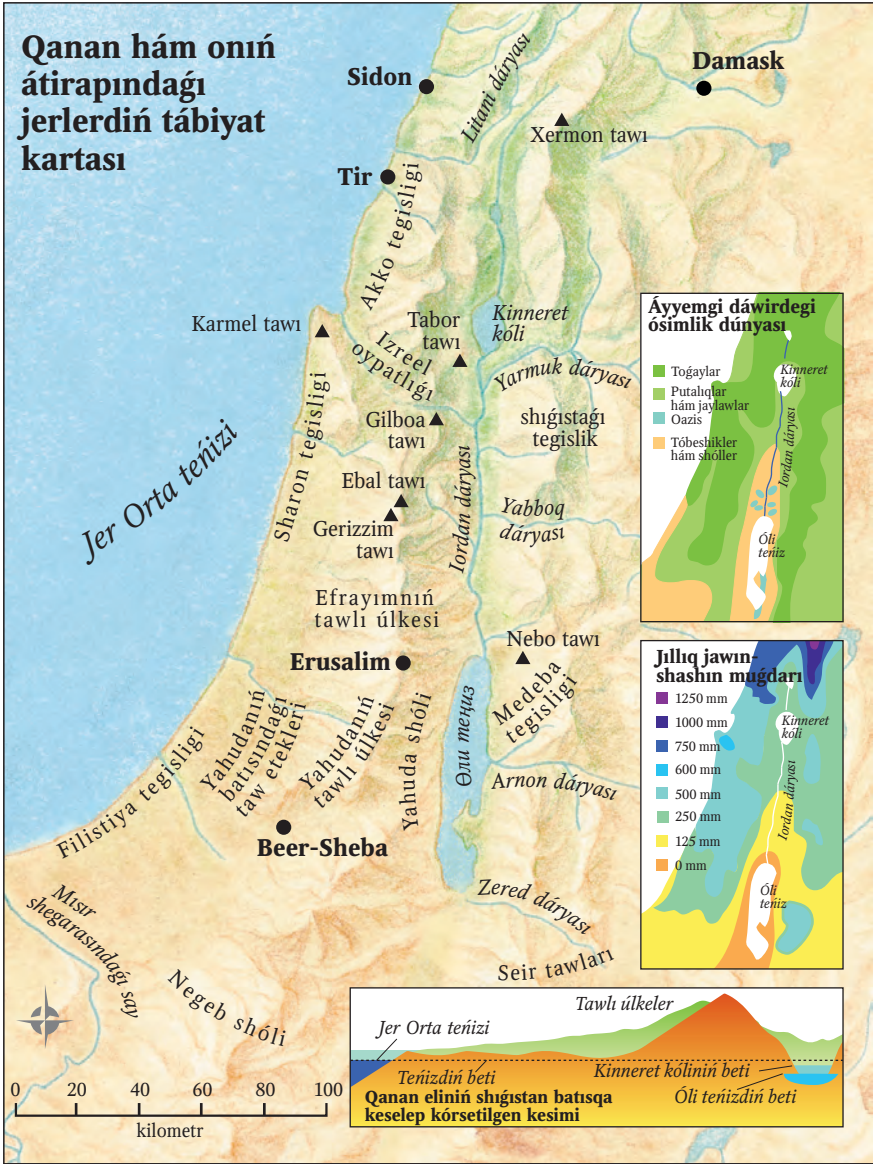 Qanan hám onıń
átirapındaǵı
jerlerdiń tábiyat
kartası
Sidon
Damask
Litani dáryası
Xermon tawı
Tir
Akko tegisligi
Karmel tawı
Tabor
tawı
Kinneret
kóli
Izreel
oypatlıǵı
Yarmuk dáryası
Sharon tegisligi
Gilboa
tawı
shıǵıstaǵı
tegislik
Jer Orta teńizi
Ebal tawı
Gerizzim
tawı
Iordan dáryası
Yabboq
dáryası
Efrayımnıń
tawlı úlkesi
Erusalim
Nebo tawı
Medeba
tegisligi
Filistiya tegisligi
Yahudanıń
batısındaǵı
taw etekleri
Yahudanıń
tawlı úlkesi
Yahuda shóli
Өли теңиз
Arnon dáryası
Beer-Sheba
Zered dáryası
Mısır
shegarasındaǵı say
Negeb shóli
Seir tawları
0 20 40 60 80 100
kilometr
Áyyemgi dáwirdegi
ósimlik dúnyası
Toǵaylar
Putalıqlar
hám jaylawlar
Oazis
Tóbeshikler
hám shóller
Kinneret
kóli
Iordan dáryası
Óli
teńiz
Jıllıq jawın-
shashın muǵdarı
1250 mm
1000 mm
750 mm
600 mm
500 mm
250 mm
125 mm
0 mm
Kinneret
kóli
Iordan dáryası
Óli
teńiz
Tawlı úlkeler
Jer Orta teńizi
Teńizdiń beti
Kinneret kóliniń beti
Óli teńizdiń beti
Qanan eliniń shıǵıstan batısqa
keselep kórsetilgen kesimi